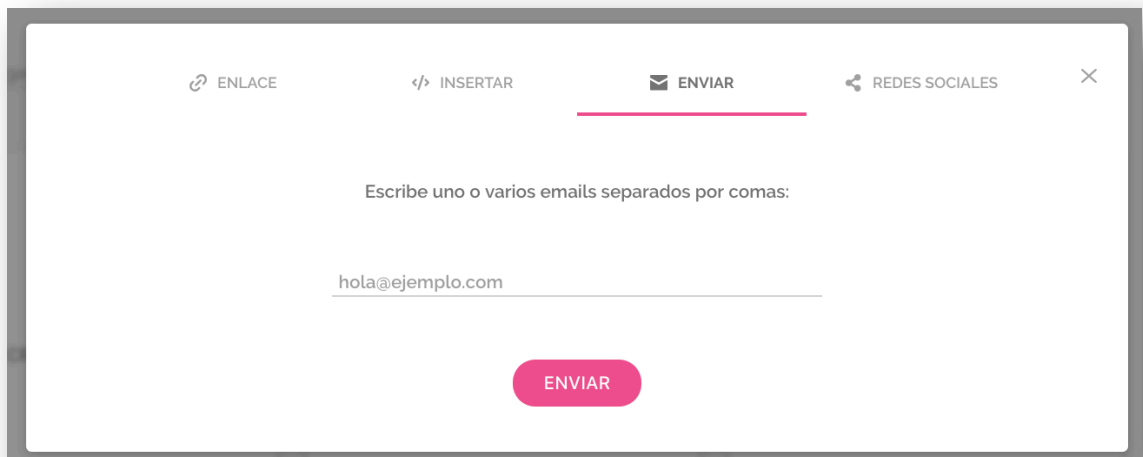 ENLACE
INSERTAR
ENVIAR
REDES SOCIALES
Escribe uno o varios emails separados por comas:
hola@ejemplo.com
ENVIAR